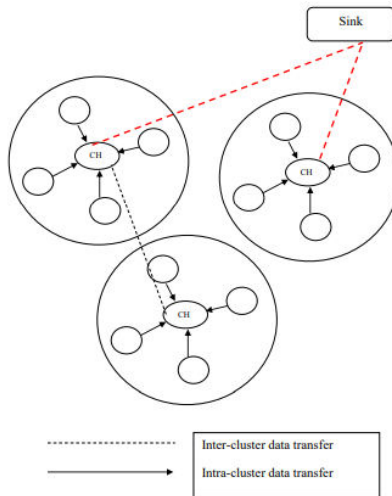 Sink
CH
CH
CH
Inter-cluster data transfer
Intra-cluster data transfer